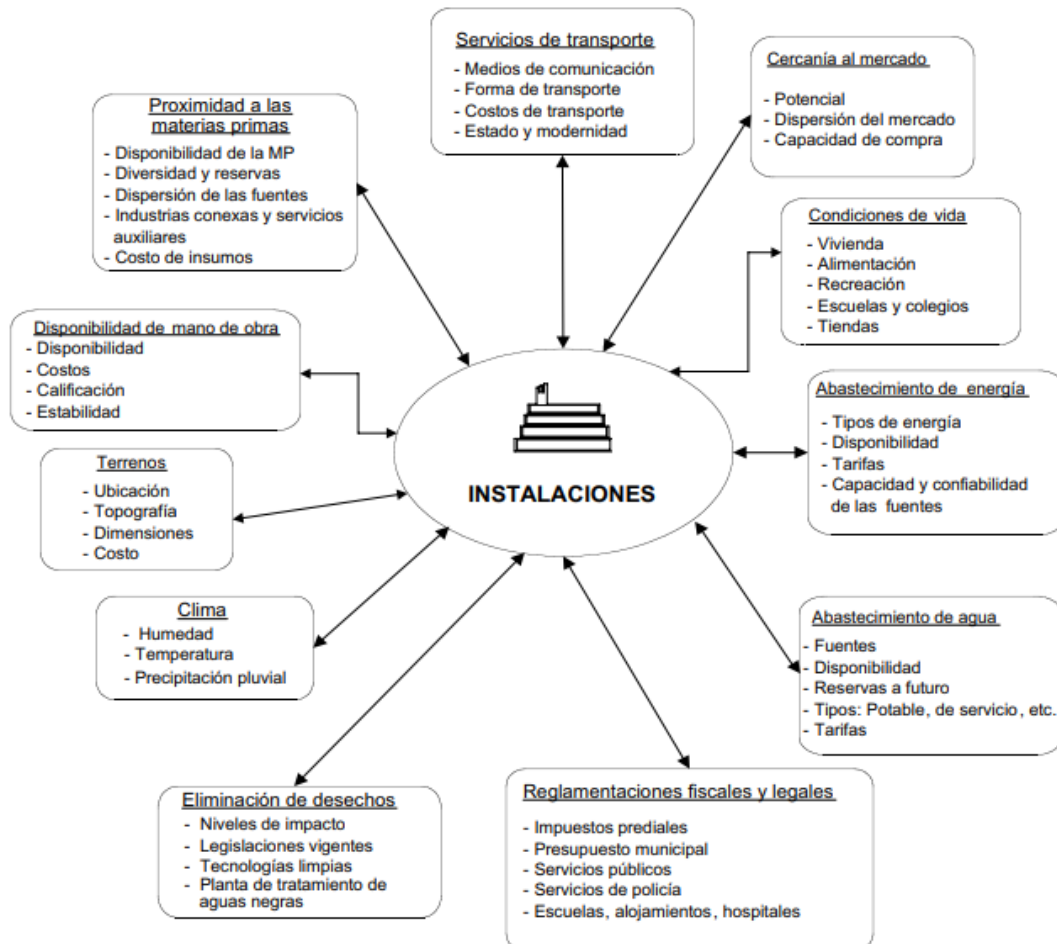 Servicios de transporte
- Medios de comunicación
- Forma de transporte
- Costos de transporte
- Estado y modernidad
Cercanía al mercado
- Potencial
- Dispersión del mercado
- Capacidad de compra
Proximidad a las
materias primas
- Disponibilidad de la MP
- Diversidad y reservas
- Dispersión de las fuentes
- Industrias conexas y servicios
auxiliares
- Costo de insumos
Condiciones de vida
- Vivienda
- Alimentación
- Recreación
- Escuelas y colegios
- Tiendas
Disponibilidad de mano de obra
- Disponibilidad
- Costos
- Calificación
- Estabilidad
INSTALACIONES
Abastecimiento de energía
- Tipos de energía
- Disponibilidad
- Tarifas
- Capacidad y confiabilidad
de las fuentes
Terrenos
- Ubicación
- Topografía
- Dimensiones
- Costo
Clima
- Humedad
- Temperatura
- Precipitación pluvial
Abastecimiento de agua
- Fuentes
- Disponibilidad
- Reservas a futuro
- Tipos: Potable, de servicio, etc.
- Tarifas
Eliminación de desechos
- Niveles de impacto
- Legislaciones vigentes
- Tecnologías limpias
- Planta de tratamiento de
aguas negras
Reglamentaciones fiscales y legales
- Impuestos prediales
- Presupuesto municipal
- Servicios públicos
- Servicios de policía
- Escuelas, alojamientos, hospitales